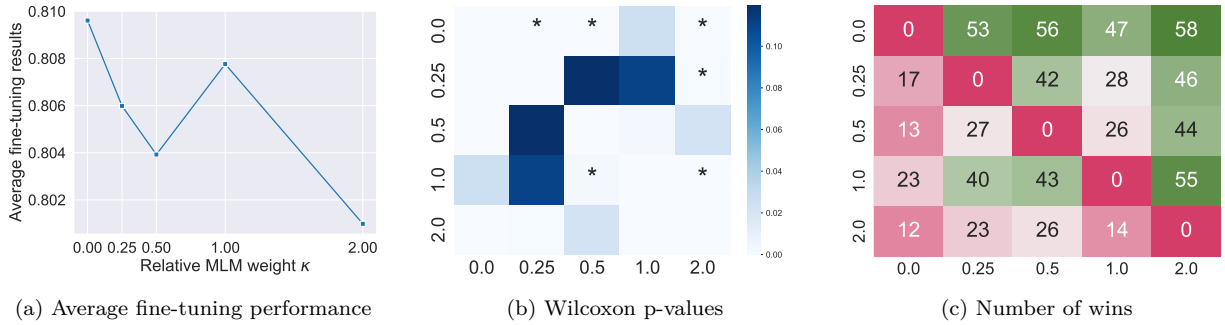 0.810
0.808
0.806
0.804
0.802
Average fine-tuning results
0.00 0.25 0.50 1.00 2.00
Relative MLM weight κ
(a) Average fine-tuning performance
0.0 * * *
0.25 *
0.5
1.0 * *
2.0
0.0 0.25 0.5 1.0 2.0
0.10
0.08
0.06
0.04
0.02
0.00
(b) Wilcoxon p-values
0.0 0 53 56 47 58
0.25 17 0 42 28 46
0.5 13 27 0 26 44
1.0 23 40 43 0 55
2.0 12 23 26 14 0
0.0 0.25 0.5 1.0 2.0
(c) Number of wins